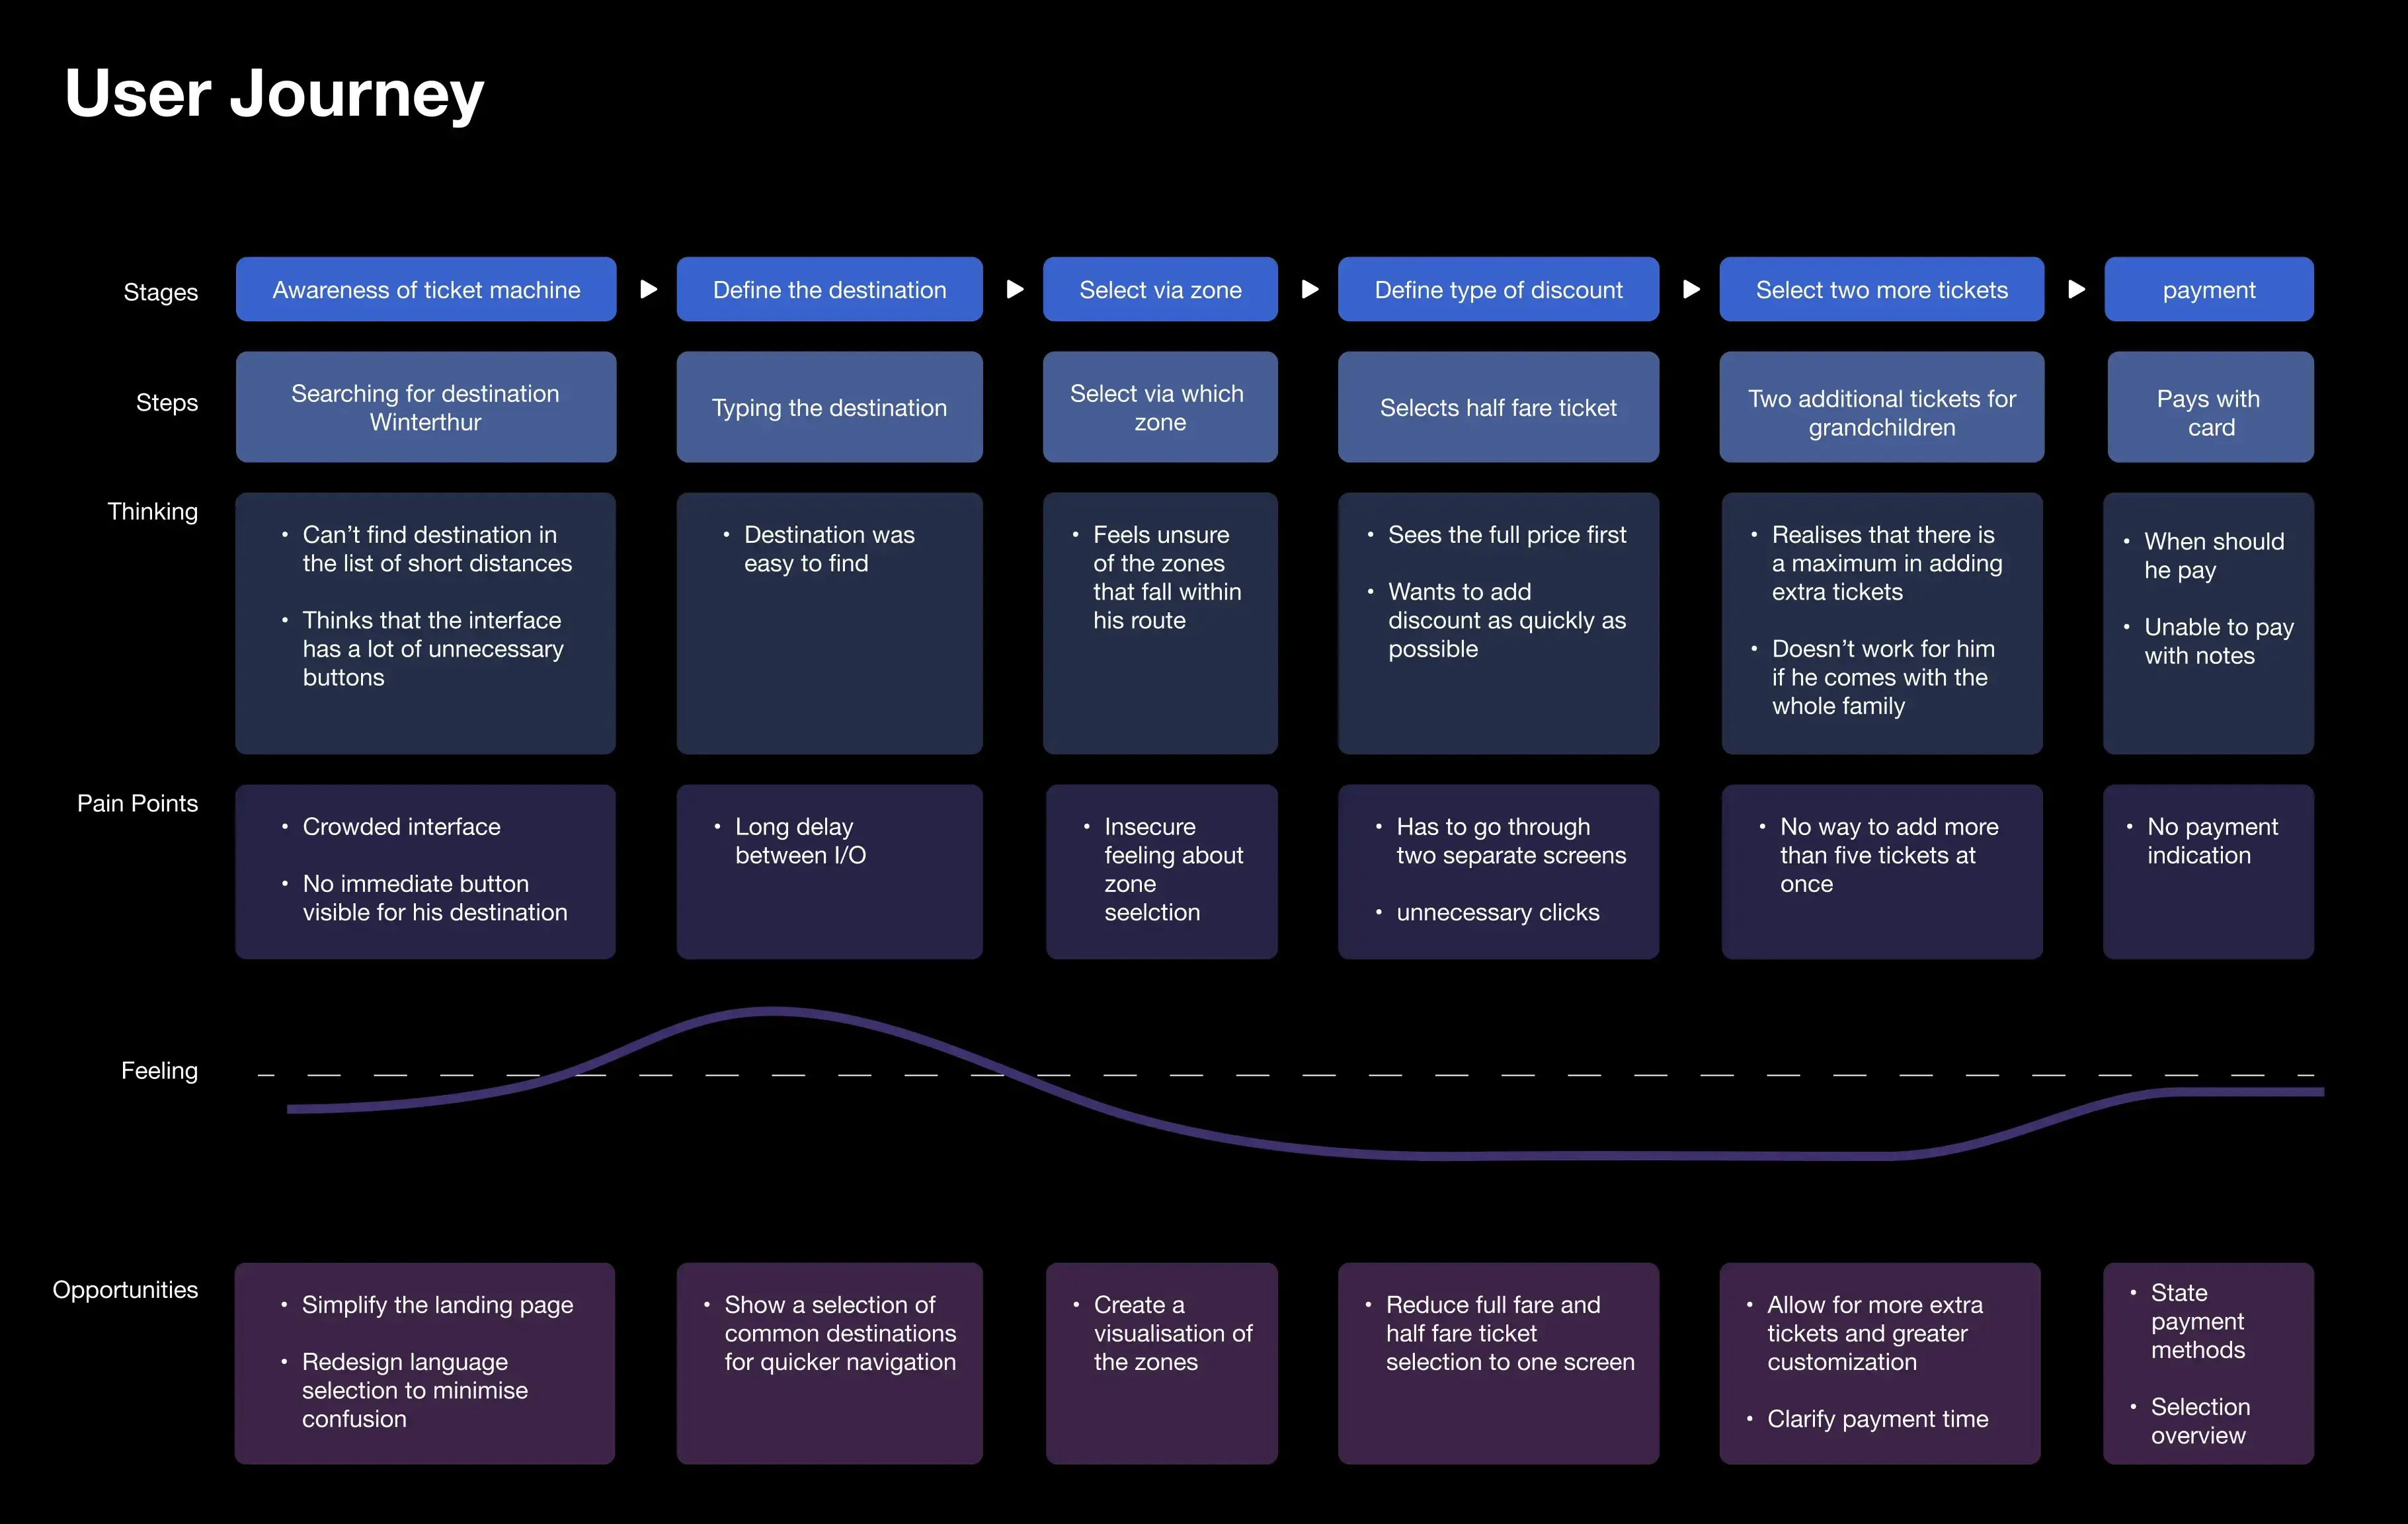 User Journey
Stages
Awareness of ticket machine
Define the destination
Select via zone
Define type of discount
Select two more tickets
payment
Steps
Searching for destination
Winterthur
Typing the destination
Select via which
zone
Selects half fare ticket
Two additional tickets for
grandchildren
Pays with
card
Thinking
• Can’t find destination in
the list of short distances
• Thinks that the interface
has a lot of unnecessary
buttons
• Destination was
easy to find
• Feels unsure
of the zones
that fall within
his route
• Sees the full price first
• Wants to add
discount as quickly as
possible
• Realises that there is
a maximum in adding
extra tickets
• Doesn’t work for him
if he comes with the
whole family
• When should
he pay
• Unable to pay
with notes
Pain Points
• Crowded interface
• No immediate button
visible for his destination
• Long delay
between I/O
• Insecure
feeling about
zone
seelction
• Has to go through
two separate screens
• unnecessary clicks
• No way to add more
than five tickets at
once
• No payment
indication
Feeling
Opportunities
• Simplify the landing page
• Redesign language
selection to minimise
confusion
• Show a selection of
common destinations
for quicker navigation
• Create a
visualisation of
the zones
• Reduce full fare and
half fare ticket
selection to one screen
• Allow for more extra
tickets and greater
customization
• Clarify payment time
• State
payment
methods
• Selection
overview